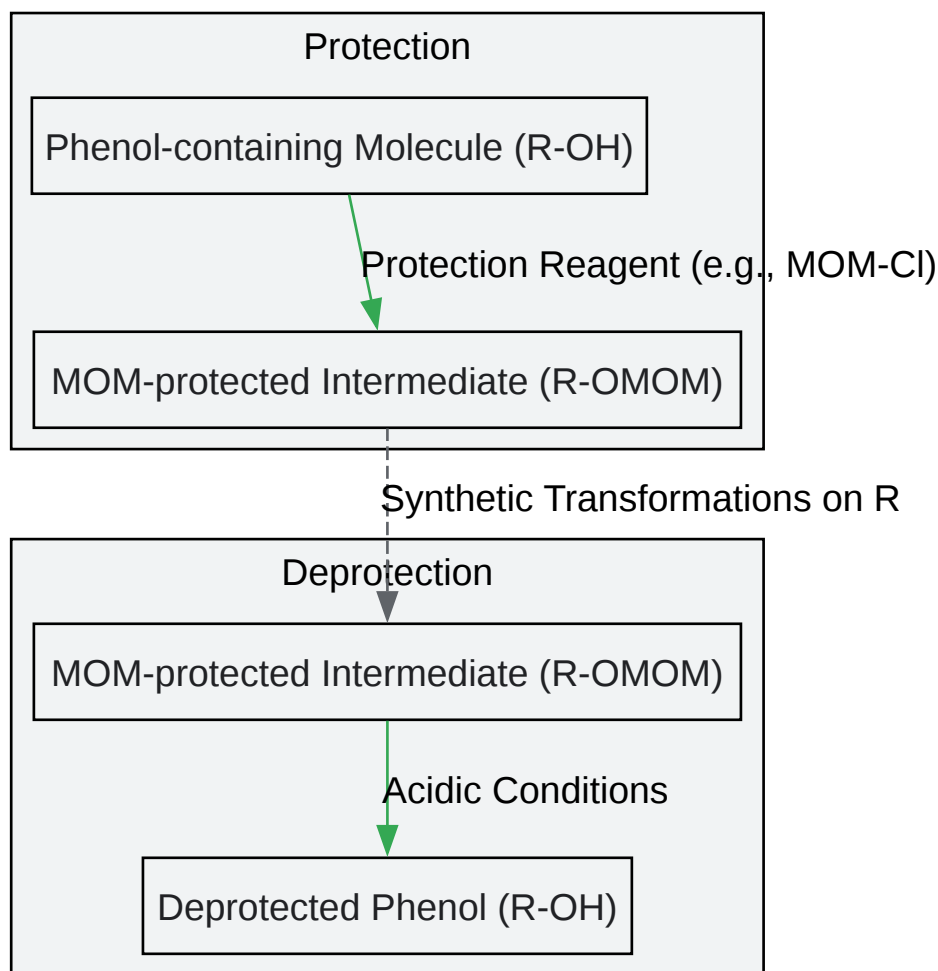 Protection
Phenol-containing Molecule (R-OH)
Protection Reagent (e.g., MOM-Cl)
MOM-protected Intermediate (R-OMOM)
Synthetic Transformations on R
Deprotection
MOM-protected Intermediate (R-OMOM)
Acidic Conditions
Deprotected Phenol (R-OH)